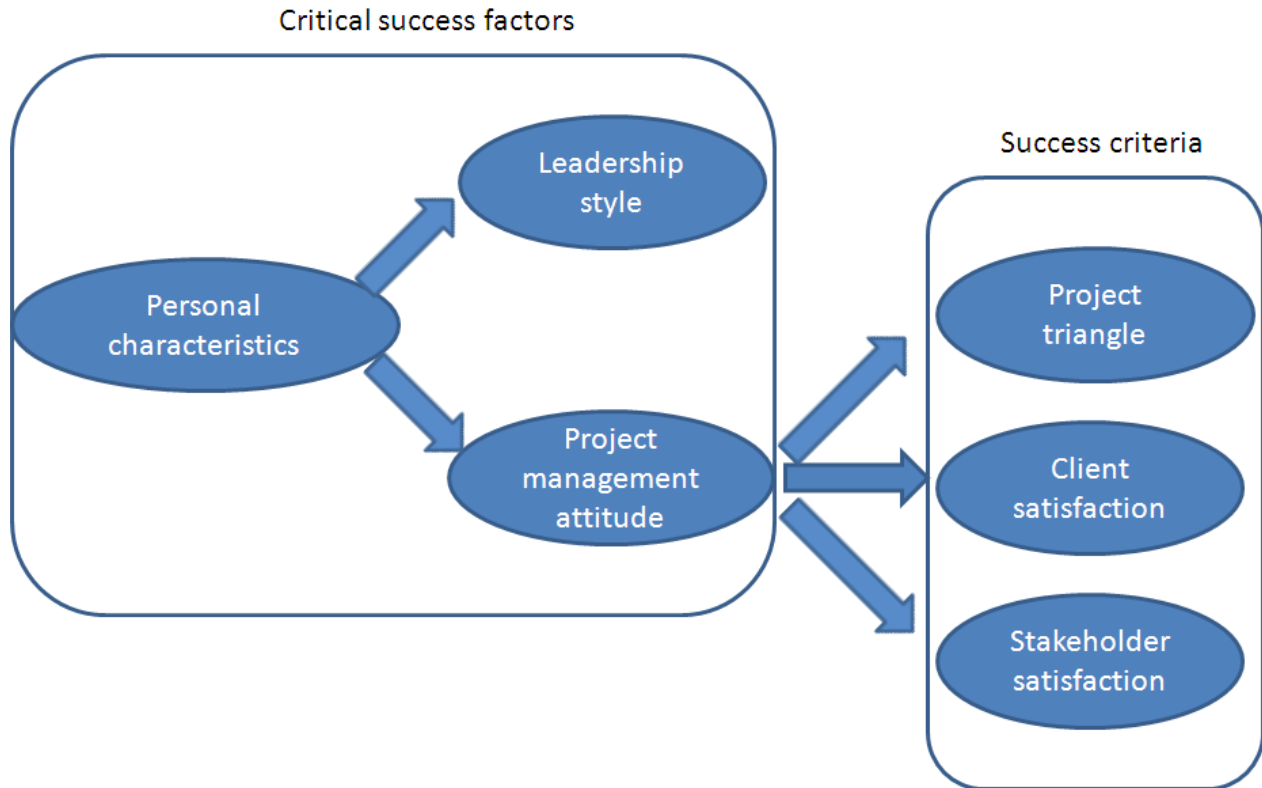 Critical success factors
Leadership
style
Personal
characteristics
Project
management
attitude
Success criteria
Project
triangle
Client
satisfaction
Stakeholder
satisfaction